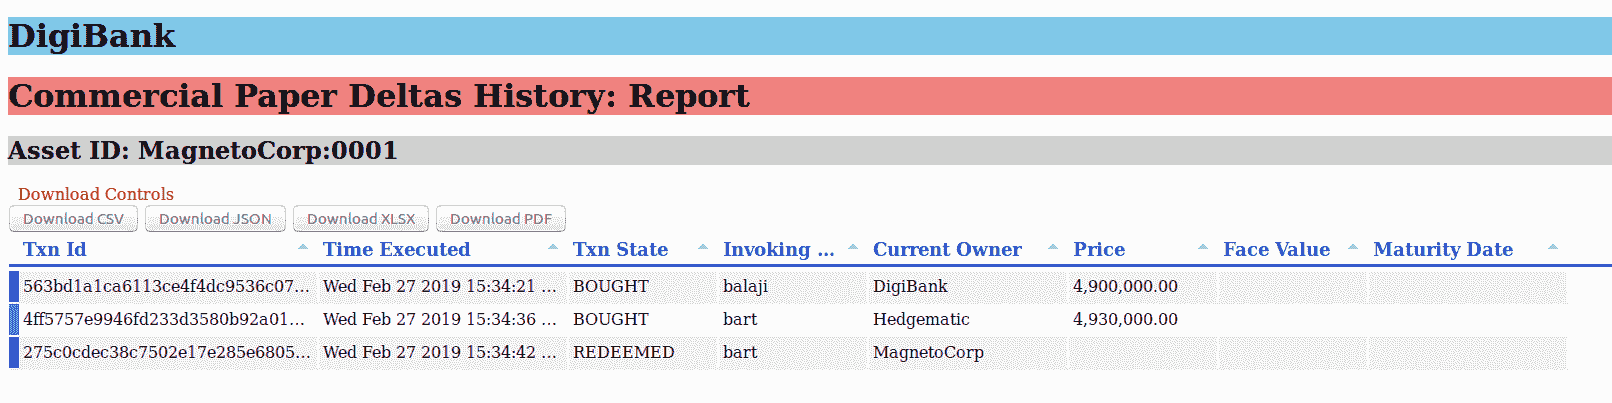 DigiBank
Commercial Paper Deltas History: Report
Asset ID: MagnetoCorp:0001
Download Controls
Download CSV Download JSON Download XLSX Download PDF
Txn Id Time Executed Txn State Invoking ... Current Owner Price Face Value Maturity Date
563bd1a1ca6113ce4f4dc9536c07... Wed Feb 27 2019 15:34:21 ... BOUGHT balaji DigiBank 4,900,000.00
4ff5757e9946fd233d3580b92a01... Wed Feb 27 2019 15:34:36 ... BOUGHT bart Hedgematic 4,930,000.00
275c0cdec38c7502e17e285e6805... Wed Feb 27 2019 15:34:42 ... REDEEMED bart MagnetoCorp